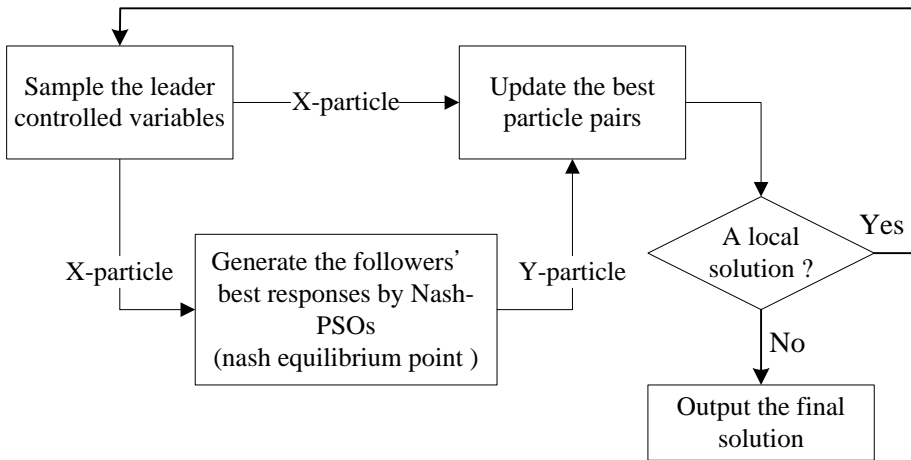 Sample the leader
controlled variables
X-particle
Update the best
particle pairs
X-particle
Generate the followers’
best responses by Nash-
PSOs
(nash equilibrium point )
Y-particle
A local
solution ?
Yes
No
Output the final
solution